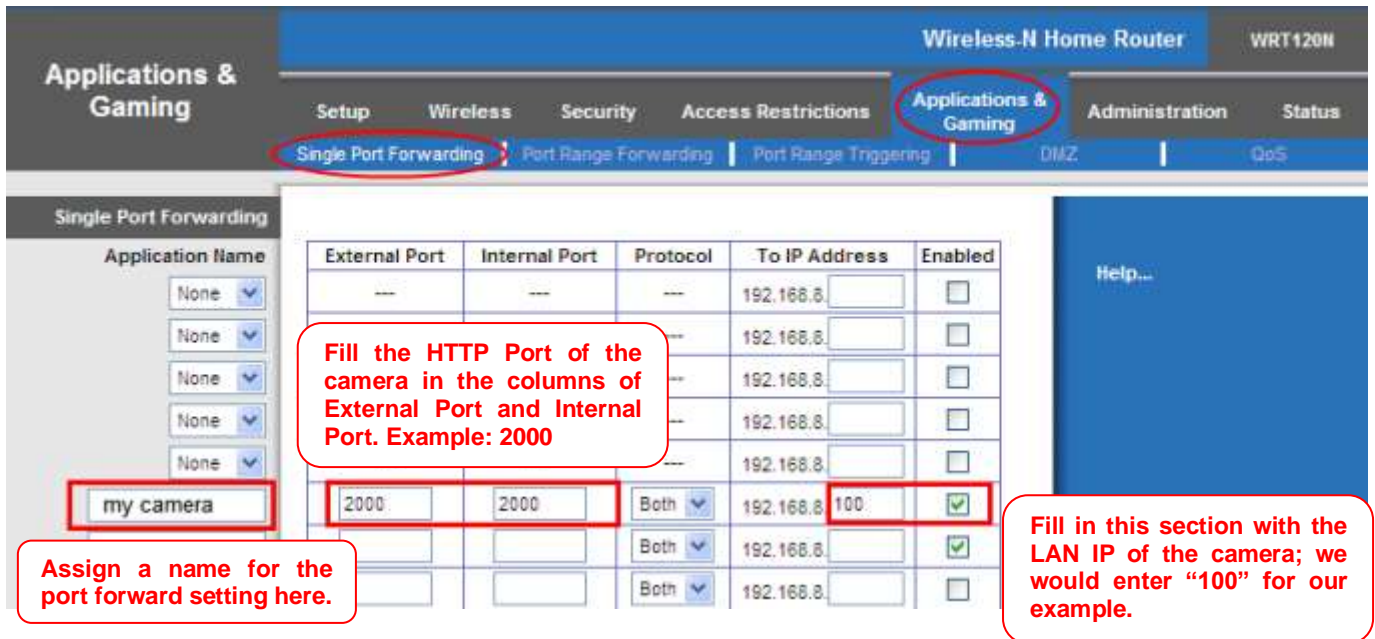 Wireless-N Home Router WRT120N
Applications &
Gaming
Setup Wireless Security Access Restrictions Applications & Gaming Administration Status
Single Port Forwarding Port Range Forwarding Port Range Triggering DMZ QoS
Single Port Forwarding
Application Name External Port Internal Port Protocol To IP Address Enabled
Help...
None --- --- --- 192.168.8.
None --- 192.168.8.
None --- 192.168.8.
None --- 192.168.8.
None --- 192.168.8.
Fill the HTTP Port of the
camera in the columns of
External Port and Internal
Port. Example: 2000
my camera 2000 2000 Both 192.168.8. 100
Both 192.168.8.
Both 192.168.8.
Assign a name for the
port forward setting here.
Fill in this section with the
LAN IP of the camera; we
would enter “100” for our
example.